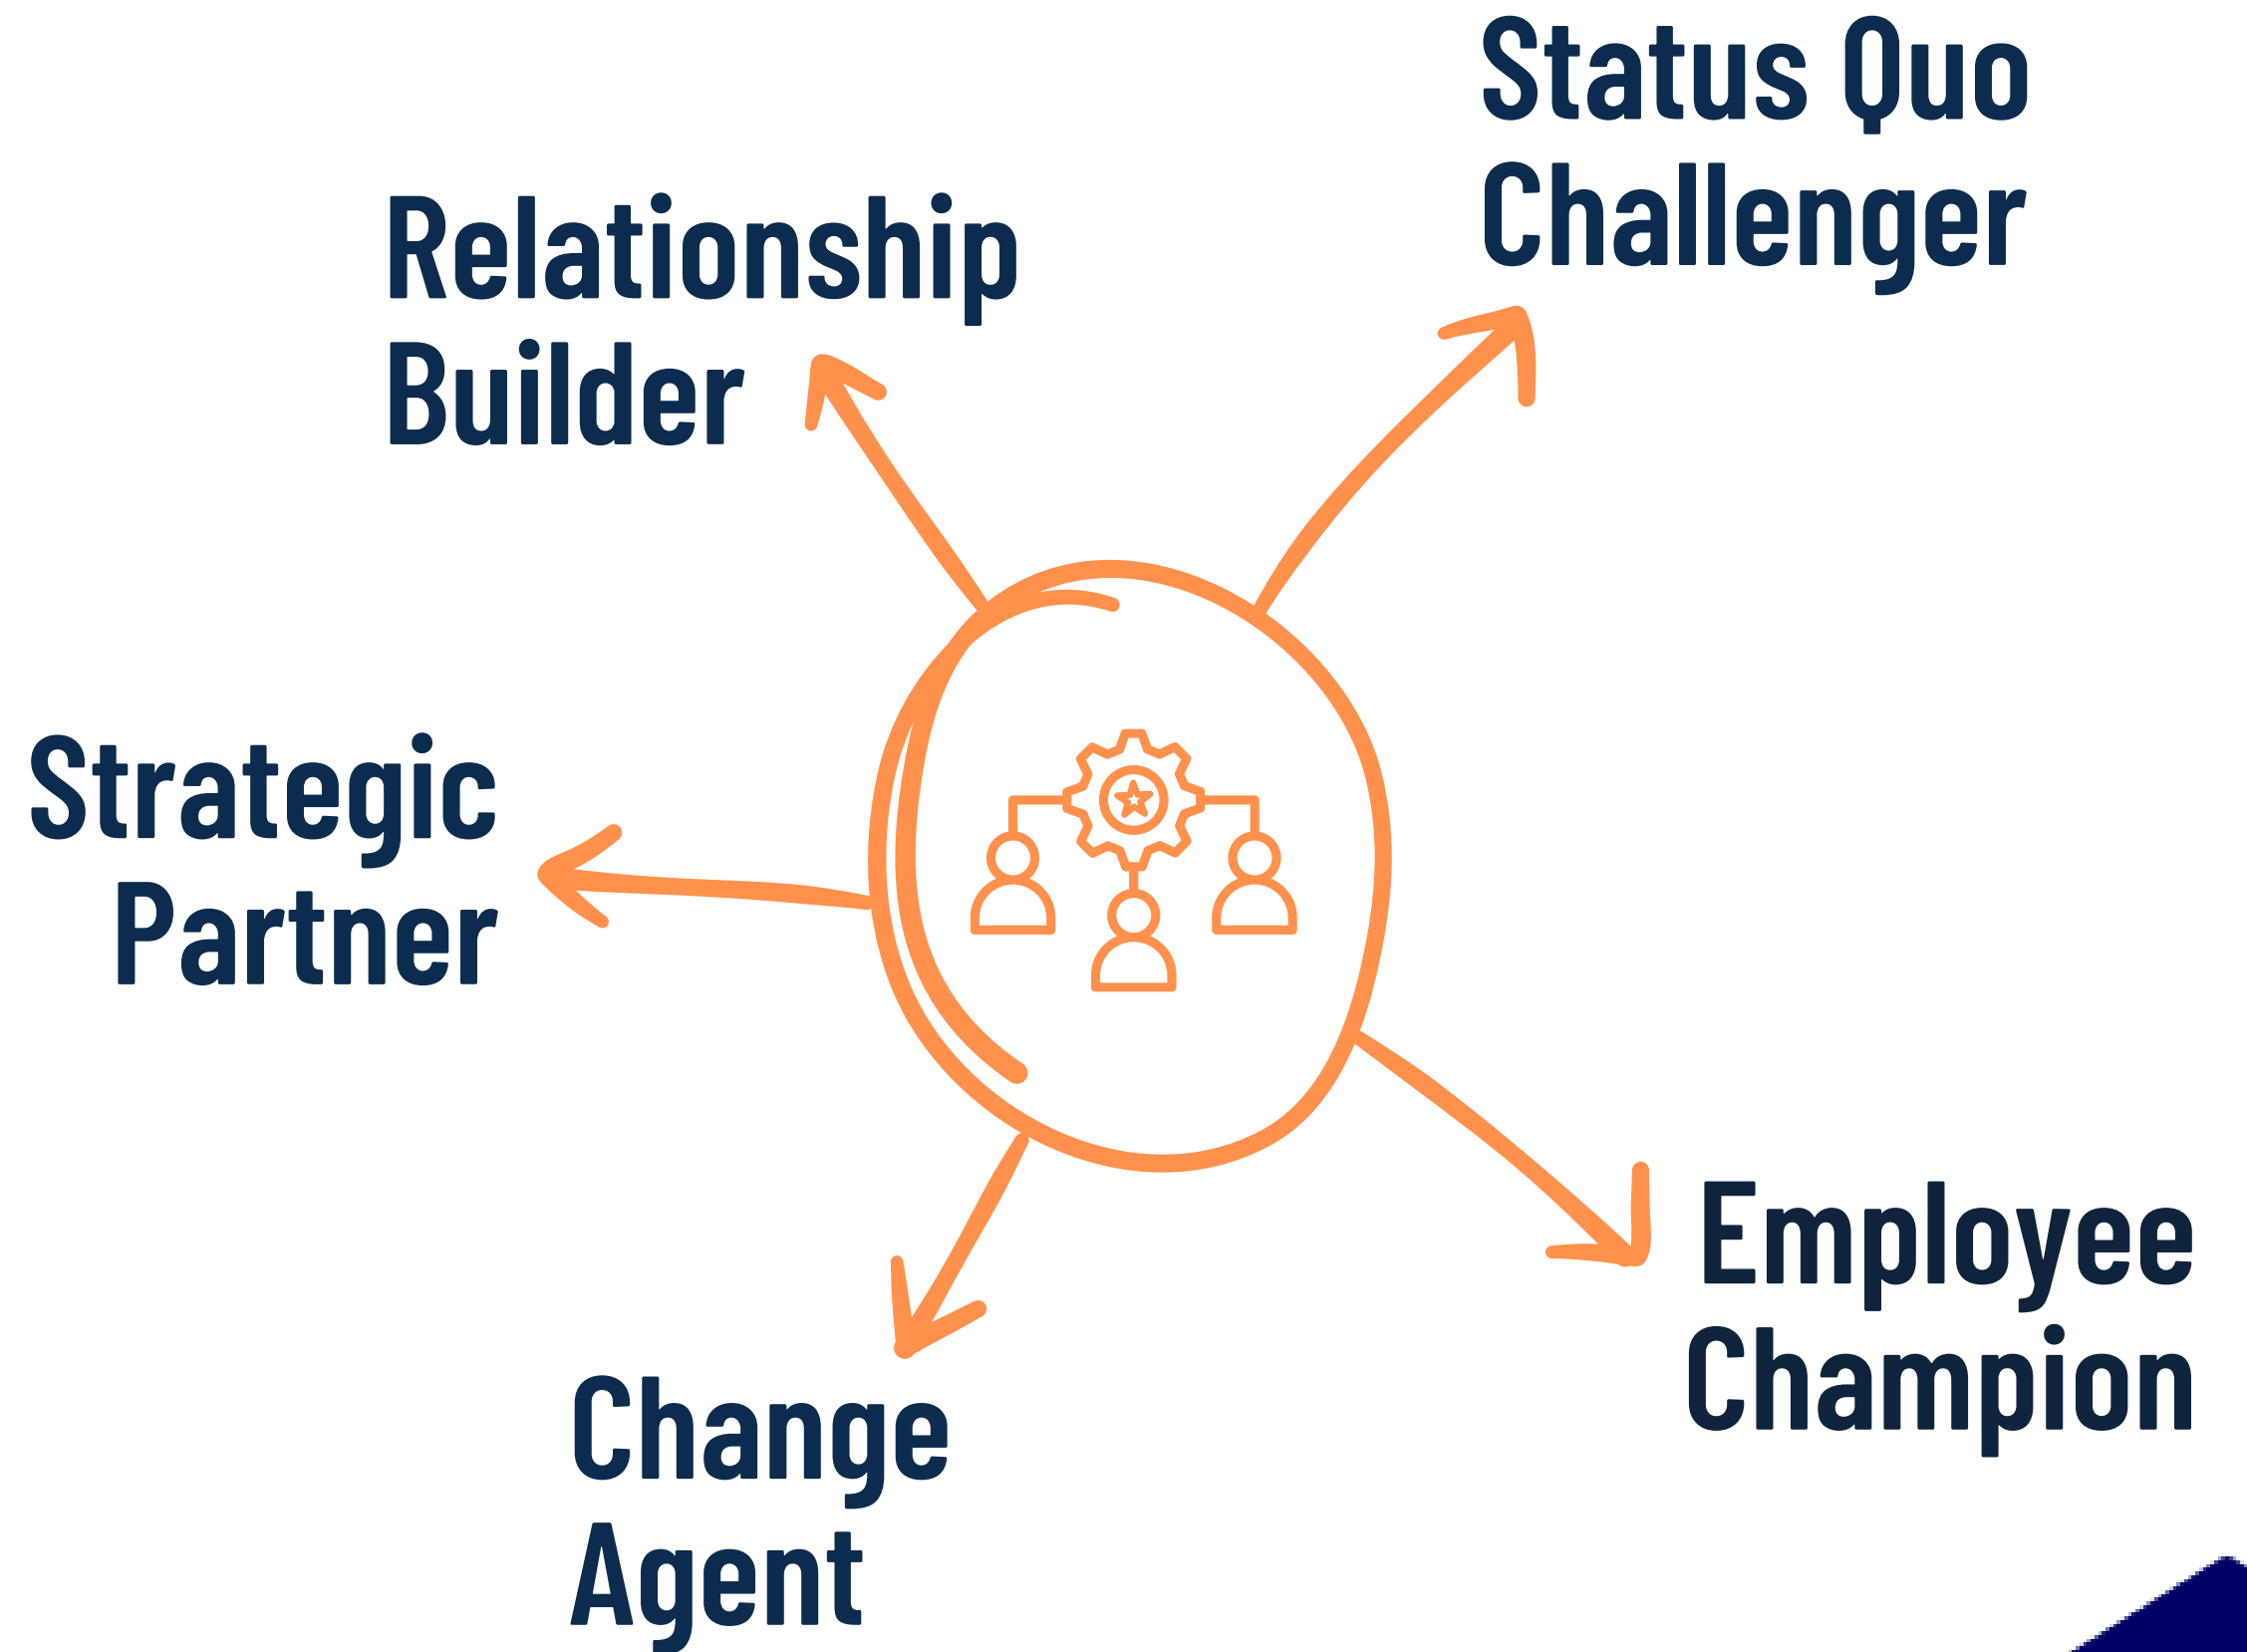 Status Quo
Challenger
Relationship
Builder
Strategic
Partner
Employee
Champion
Change
Agent